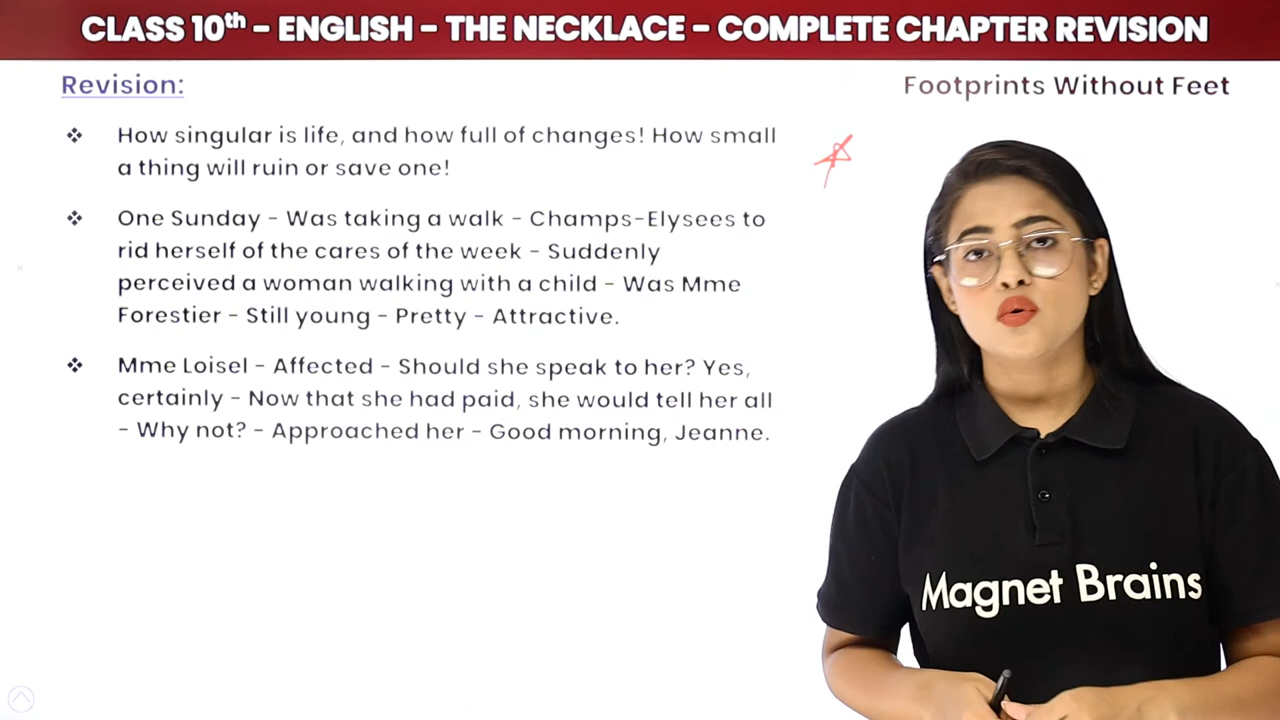 CLASS 10th - ENGLISH - THE NECKLACE - COMPLETE CHAPTER REVISION
Revision:
Footprints Without Feet
❖ How singular is life, and how full of changes! How small
a thing will ruin or save one!
❖ One Sunday - Was taking a walk - Champs-Elysees to
rid herself of the cares of the week - Suddenly
perceived a woman walking with a child - Was Mme
Forestier - Still young - Pretty - Attractive.
❖ Mme Loisel - Affected - Should she speak to her? Yes,
certainly - Now that she had paid, she would tell her all
- Why not? - Approached her - Good morning, Jeanne.
Magnet Brains